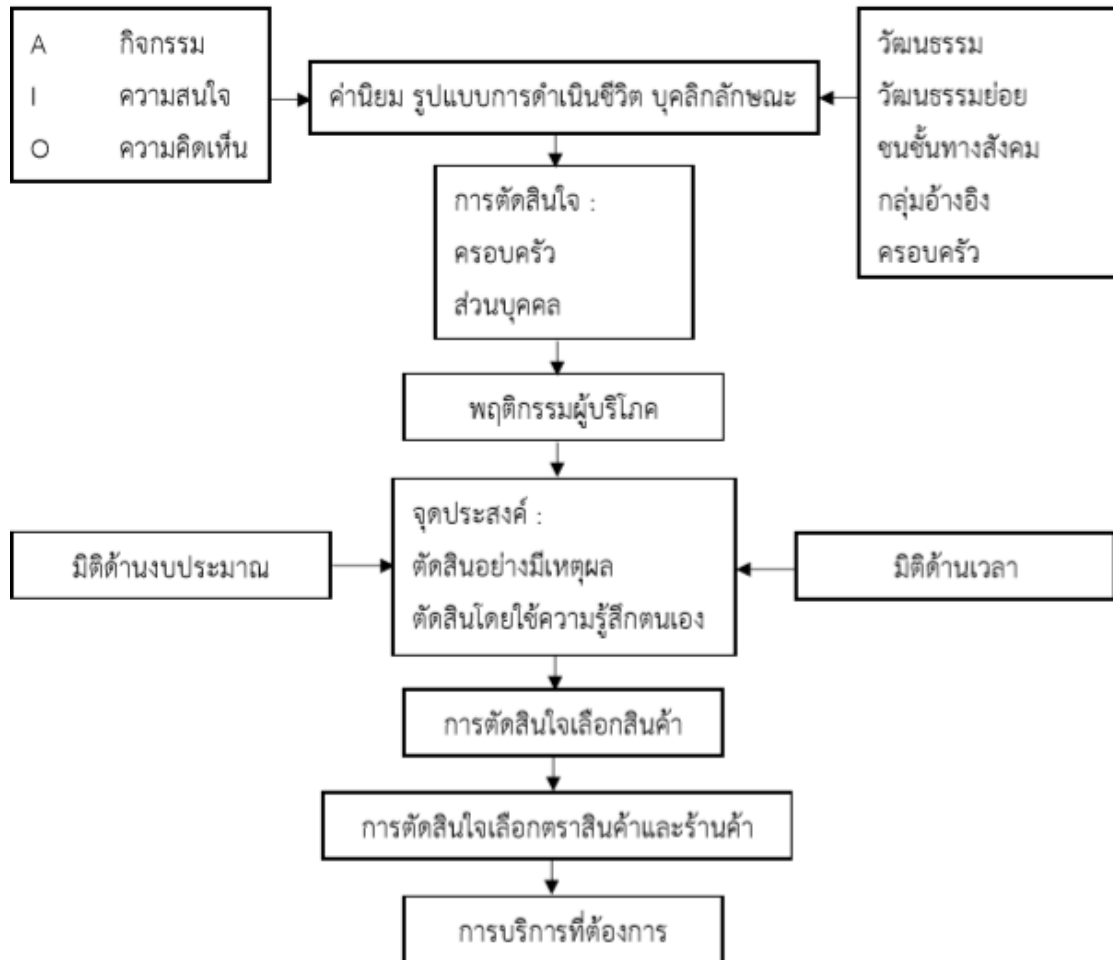 A กิจกรรม
I ความสนใจ
O ความคิดเห็น
ค่านิยม รูปแบบการดำเนินชีวิต บุคลิกลักษณะ
วัฒนธรรม
วัฒนธรรมย่อย
ชนชั้นทางสังคม
กลุ่มอ้างอิง
ครอบครัว
การตัดสินใจ :
ครอบครัว
ส่วนบุคคล
พฤติกรรมผู้บริโภค
มิติด้านงบประมาณ
จุดประสงค์ :
ตัดสินอย่างมีเหตุผล
ตัดสินโดยใช้ความรู้สึกตนเอง
มิติด้านเวลา
การตัดสินใจเลือกสินค้า
การตัดสินใจเลือกตราสินค้าและร้านค้า
การบริการที่ต้องการ